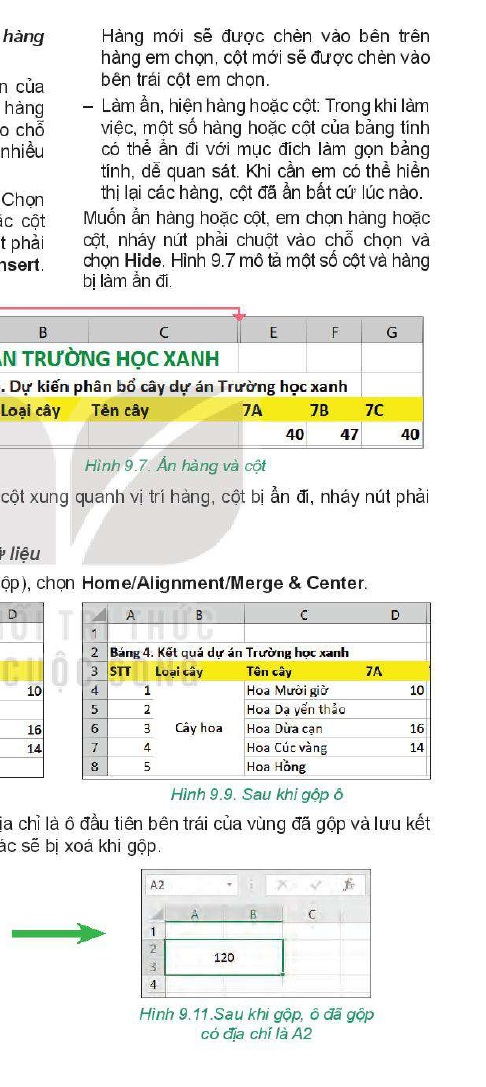 hàng
n của
hàng
o chỗ
nhiều
Chọn
ặc cột
t phải
nsert.
Hàng mới sẽ được chèn vào bên trên
hàng em chọn, cột mới sẽ được chèn vào
bên trái cột em chọn.
– Làm ẩn, hiện hàng hoặc cột: Trong khi làm
việc, một số hàng hoặc cột của bảng tính
có thể ẩn đi với mục đích làm gọn bảng
tính, dễ quan sát. Khi cần em có thể hiển
thị lại các hàng, cột đã ẩn bất cứ lúc nào.
Muốn ẩn hàng hoặc cột, em chọn hàng hoặc
cột, nháy nút phải chuột vào chỗ chọn và
chọn Hide. Hình 9.7 mô tả một số cột và hàng
bị làm ẩn đi.
B C E F G
ÁN TRƯỜNG HỌC XANH
. Dự kiến phân bổ cây dự án Trường học xanh
Loại cây Tên cây 7A 7B 7C
40 47 40
Hình 9.7. Ẩn hàng và cột
cột xung quanh vị trí hàng, cột bị ẩn đi, nháy nút phải
ữ liệu
ộp), chọn Home/Alignment/Merge & Center.
D
10
16
14
A B C D
1
2 Bảng 4. Kết quả dự án Trường học xanh
3 STT Loại cây Tên cây 7A
4 1 Hoa Mười giờ 10
5 2 Hoa Dạ yến thảo
6 3 Cây hoa Hoa Dừa cạn 16
7 4 Hoa Cúc vàng 14
8 5 Hoa Hồng
KẾT NỐI TRI THỨC
CUỘC SỐNG
Hình 9.9. Sau khi gộp ô
ịa chỉ là ô đầu tiên bên trái của vùng đã gộp và lưu kết
ác sẽ bị xoá khi gộp.
A2 fx
A B C
1
2
120
3
4
Hình 9.11.Sau khi gộp, ô đã gộp
có địa chỉ là A2